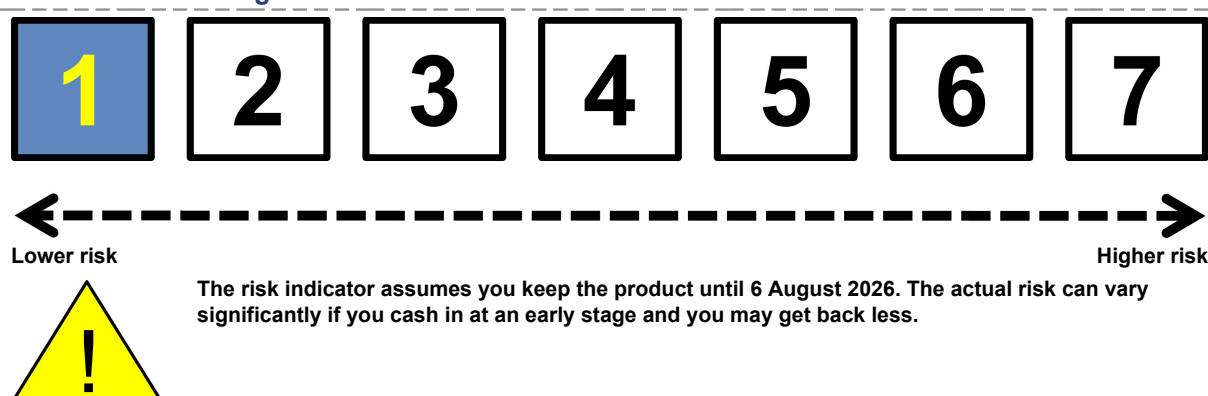 1 2 3 4 5 6 7
Lower risk Higher risk
The risk indicator assumes you keep the product until 6 August 2026. The actual risk can vary
significantly if you cash in at an early stage and you may get back less.
!